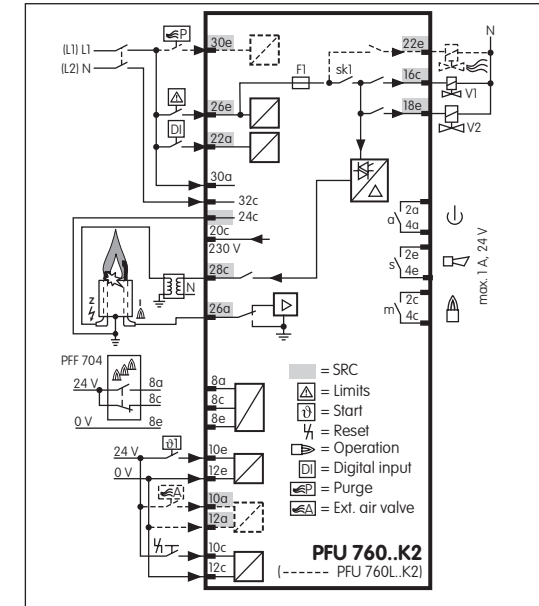 P
30e
22e
N
(L1) L1
(L2) N
F1
sk1
16c
V1
26e
18e
V2
DI
22a
30a
32c
24c
20c
230 V
28c
N
26a
z
I
a
2a
4a
s
2e
4e
m
2c
4c
max. 1 A, 24 V
PFF 704
24 V
8a
8c
0 V
8e
8a
8c
8e
= SRC
= Limits
ϑ = Start
= Reset
= Operation
DI = Digital input
P = Purge
A = Ext. air valve
ϑ1
24 V
10e
0 V
12e
A
10a
12a
10c
12c
PFU 760..K2
(------ PFU 760L..K2)